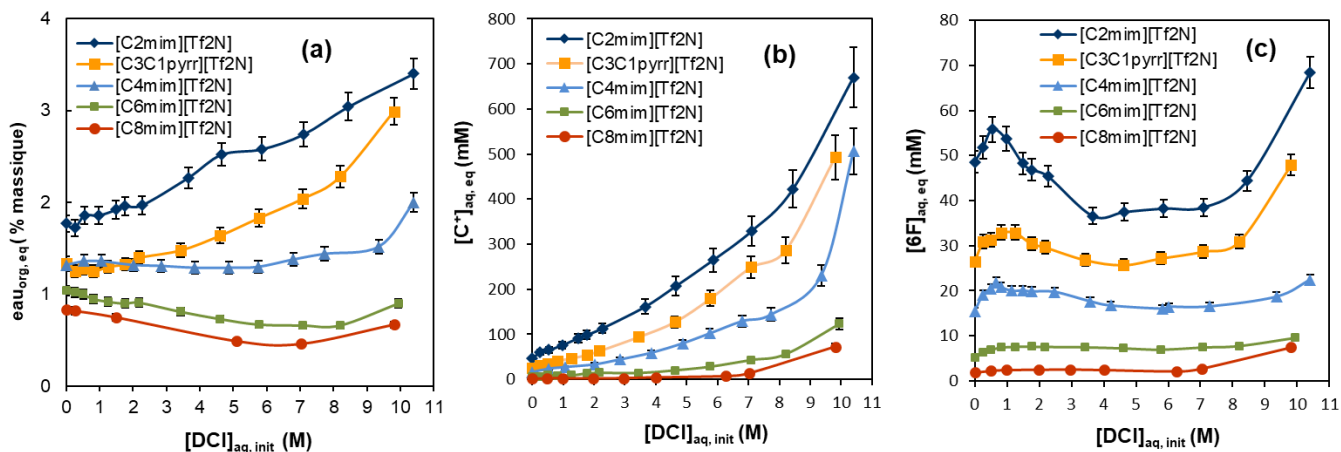 (a)
[C2mim][Tf2N]
[C3C1pyrr][Tf2N]
[C4mim][Tf2N]
[C6mim][Tf2N]
[C8mim][Tf2N]
eau org, eq ( % massique)
4
3
2
1
0
0 1 2 3 4 5 6 7 8 9 10 11
[DCl]aq, init (M)
(b)
[C2mim][Tf2N]
[C3C1pyrr][Tf2N]
[C4mim][Tf2N]
[C6mim][Tf2N]
[C8mim][Tf2N]
[C⁺]aq, eq (mM)
800
700
600
500
400
300
200
100
0
0 1 2 3 4 5 6 7 8 9 10 11
[DCl]aq, init (M)
(c)
[C2mim][Tf2N]
[C3C1pyrr][Tf2N]
[C4mim][Tf2N]
[C6mim][Tf2N]
[C8mim][Tf2N]
[6F]aq, eq (mM)
80
70
60
50
40
30
20
10
0
0 1 2 3 4 5 6 7 8 9 10 11
[DCl]aq, init (M)